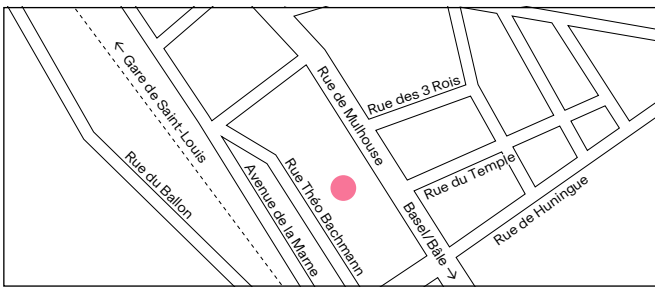 ← Gare de Saint-Louis
Rue du Ballon
Avenue de la Marne
Rue Théo Bachmann
Rue de Mulhouse
Rue des 3 Rois
Rue du Temple
Basel/Bâle →
Rue de Huningue